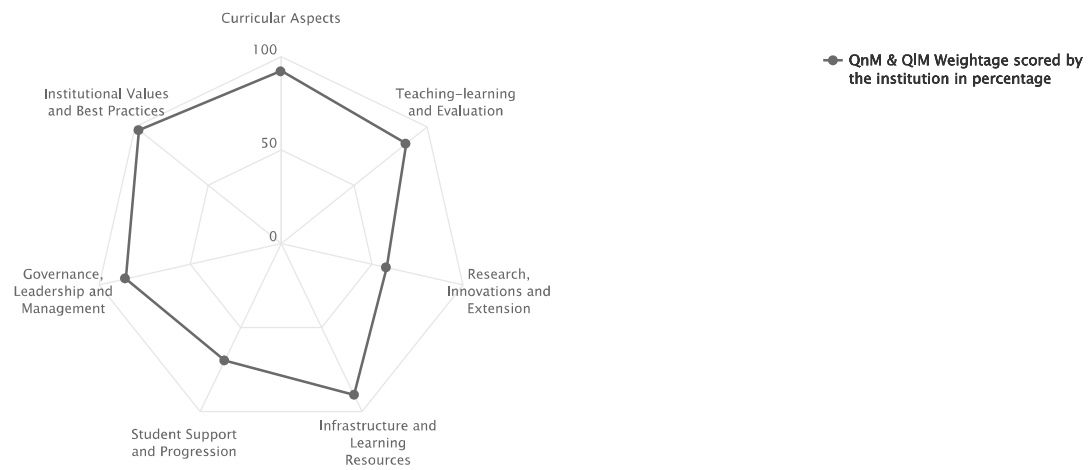 Curricular Aspects
100
QnM & QlM Weightage scored by
the institution in percentage
Institutional Values
and Best Practices
Teaching-learning
and Evaluation
50
0
Governance,
Leadership and
Management
Research,
Innovations and
Extension
Student Support
and Progression
Infrastructure and
Learning
Resources